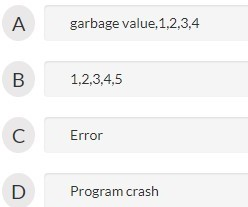 A garbage value,1,2,3,4
B 1,2,3,4,5
C Error
D Program crash